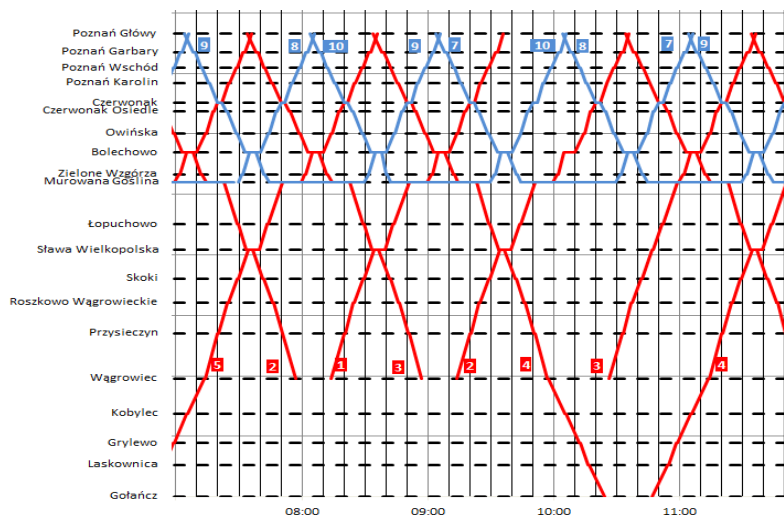 Poznań Główy
9
8
10
9
7
10
8
7
9
Poznań Garbary
Poznań Wschód
Poznań Karolin
Czerwonak
Czerwonak Osiedle
Owińska
Bolechowo
Zielone Wzgórza
Murowana Goślina
Łopuchowo
Sława Wielkopolska
Skoki
Roszkowo Wągrowieckie
Przysieczyn
5
2
1
3
2
4
3
4
Wągrowiec
Kobylec
Grylewo
Laskownica
Gołańcz
08:00
09:00
10:00
11:00